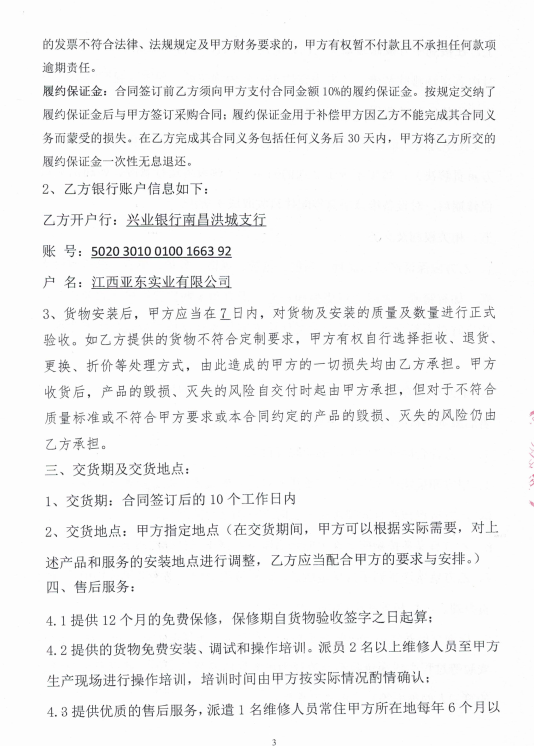 的发票不符合法律、法规规定及甲方财务要求的，甲方有权暂不付款且不承担任何款项
逾期责任。
履约保证金：合同签订前乙方须向甲方支付合同金额 10%的履约保证金。按规定交纳了
履约保证金后与甲方签订采购合同；履约保证金用于补偿甲方因乙方不能完成其合同义
务而蒙受的损失。在乙方完成其合同义务包括任何义务后 30 天内，甲方将乙方所交的
履约保证金一次性无息退还。
2、乙方银行账户信息如下：
乙方开户行：兴业银行南昌洪城支行
账 号：5020 3010 0100 1663 92
户 名：江西亚东实业有限公司
3、货物安装后，甲方应当在 7 日内，对货物及安装的质量及数量进行正式
验收。如乙方提供的货物不符合定制要求，甲方有权自行选择拒收、退货、
更换、折价等处理方式，由此造成的甲方的一切损失均由乙方承担。甲方
收货后，产品的毁损、灭失的风险自交付时起由甲方承担，但对于不符合
质量标准或不符合甲方要求或本合同约定的产品的毁损、灭失的风险仍由
乙方承担。
三、交货期及交货地点：
1、交货期：合同签订后的 10 个工作日内
2、交货地点：甲方指定地点（在交货期间，甲方可以根据实际需要，对上
述产品和服务的安装地点进行调整，乙方应当配合甲方的要求与安排。）
四、售后服务：
4.1 提供 12 个月的免费保修，保修期自货物验收签字之日起算；
4.2 提供的货物免费安装、调试和操作培训。派员 2 名以上维修人员至甲方
生产现场进行操作培训，培训时间由甲方按实际情况酌情确认；
4.3 提供优质的售后服务，派遣 1 名维修人员常住甲方所在地每年 6 个月以
3